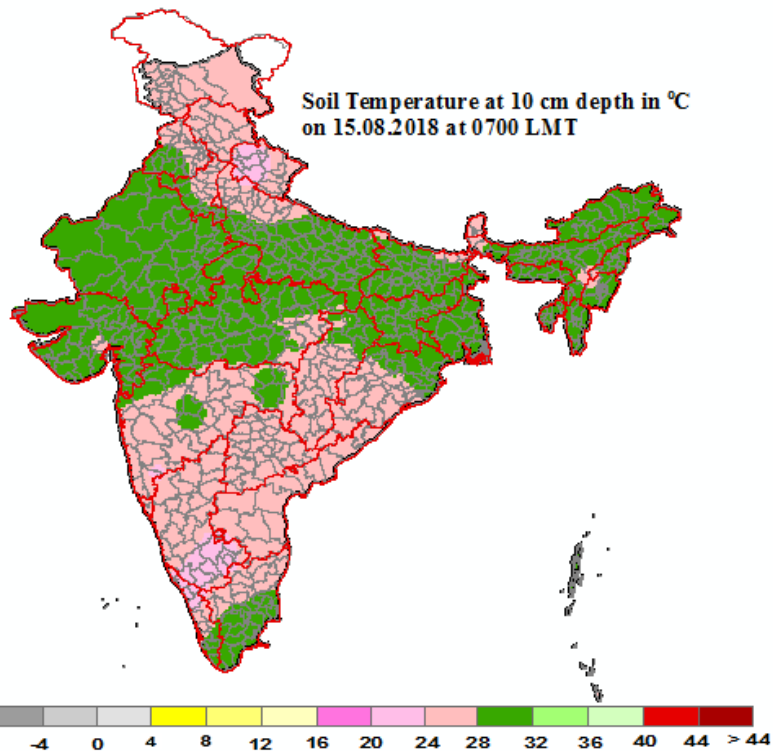 Soil Temperature at 10 cm depth in ⁰C
on 15.08.2018 at 0700 LMT
-4 0 4 8 12 16 20 24 28 32 36 40 44 > 44